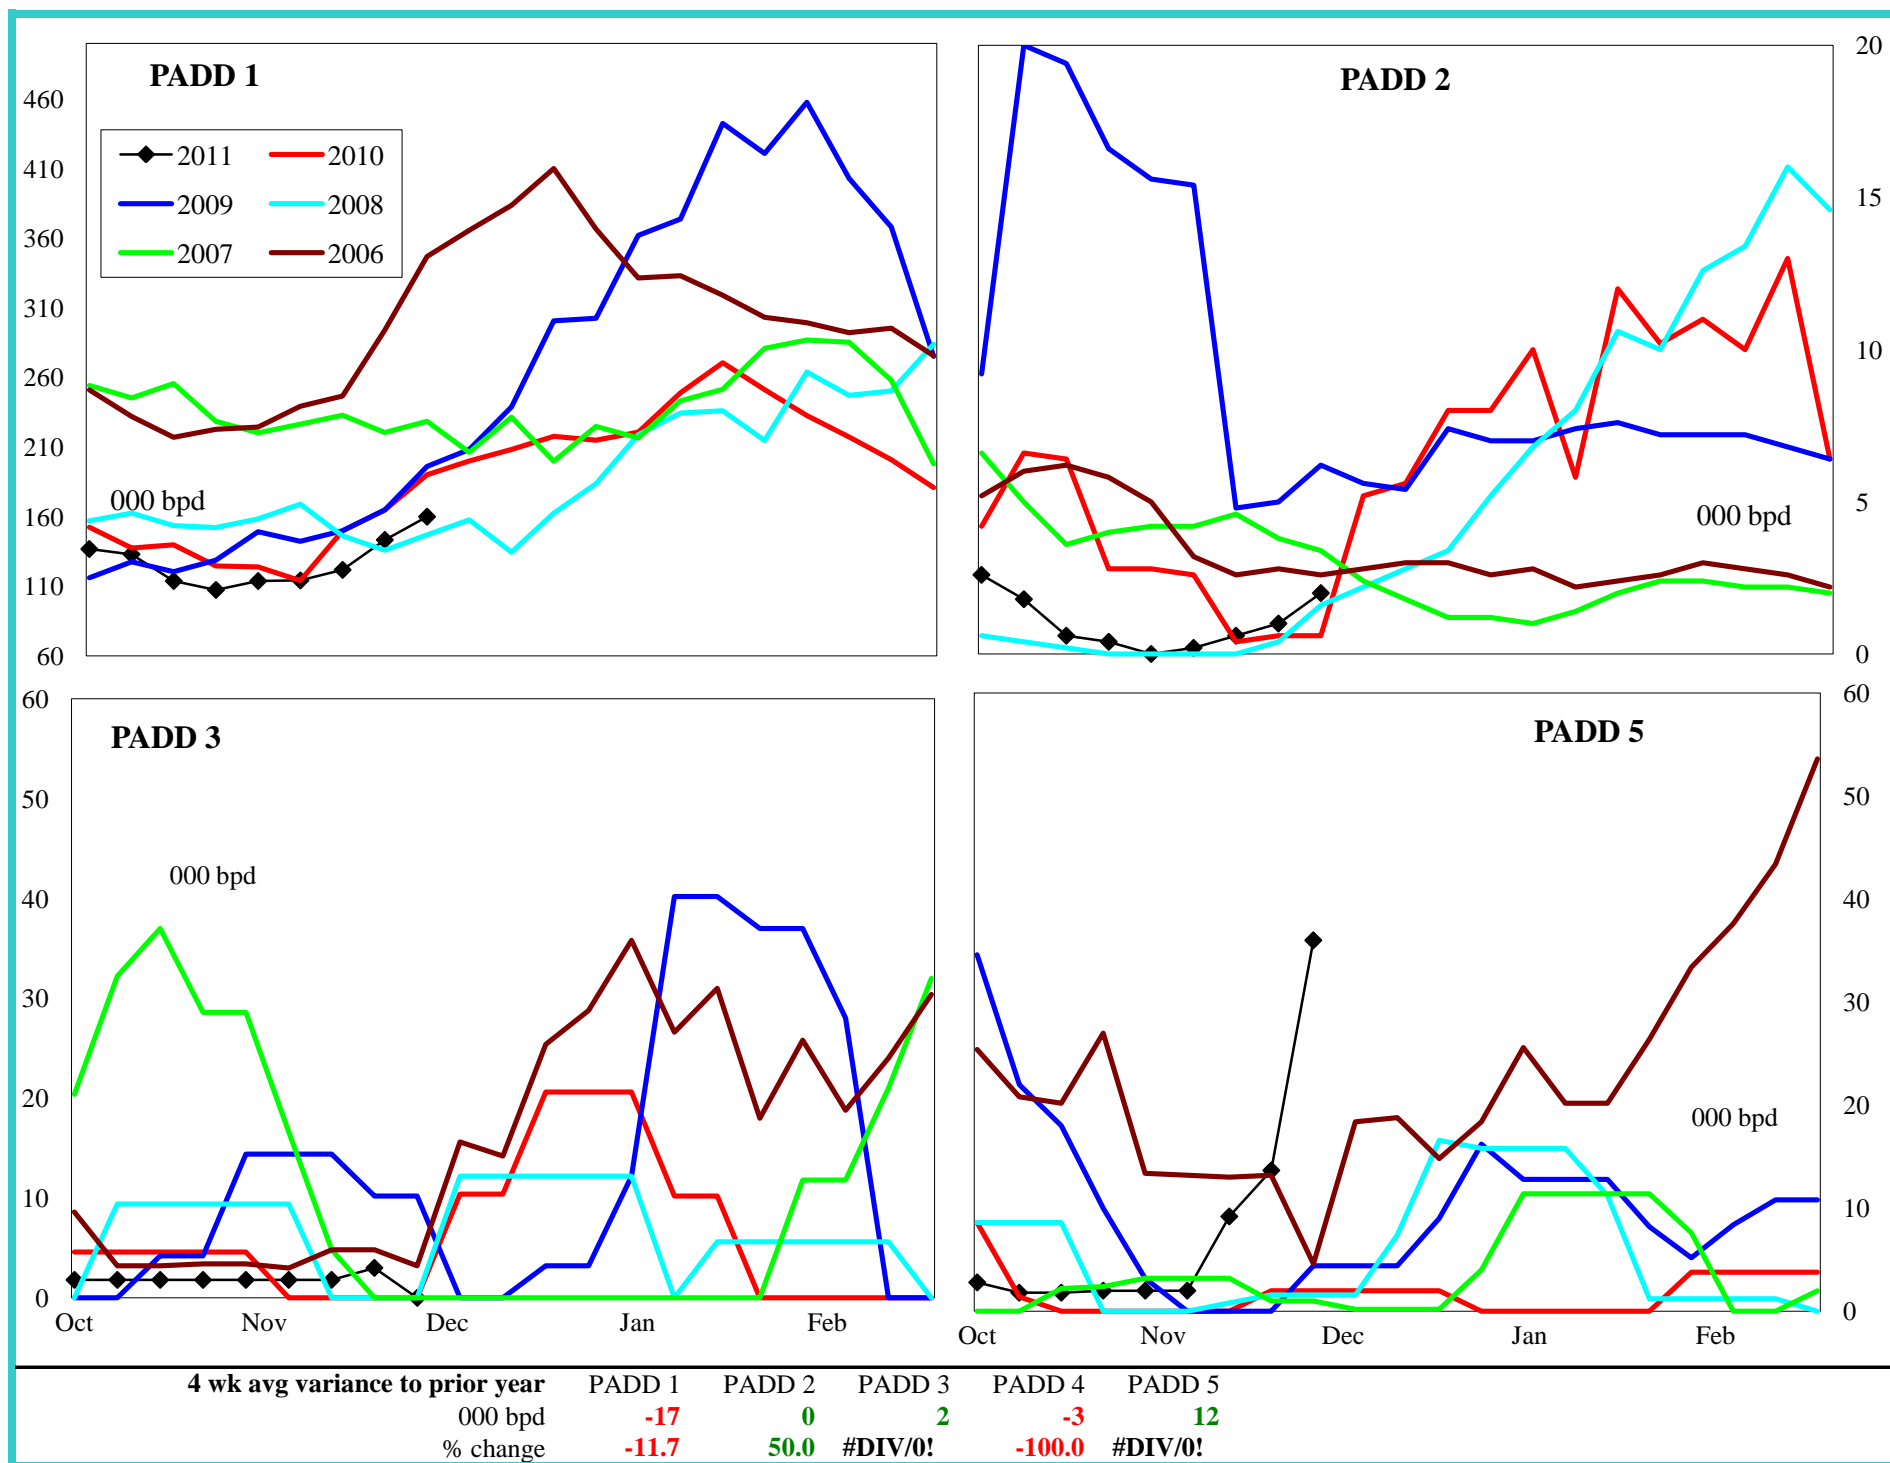 PADD 1
460
410
360
310
260
210
160
110
60
2011 2010
2009 2008
2007 2006
000 bpd
PADD 2
20
15
10
5
0
000 bpd
PADD 3
60
50
40
30
20
10
0
000 bpd
Oct Nov Dec Jan Feb
PADD 5
60
50
40
30
20
10
0
000 bpd
Oct Nov Dec Jan Feb
4 wk avg variance to prior year PADD 1 PADD 2 PADD 3 PADD 4 PADD 5
000 bpd -17 0 2 -3 12
% change -11.7 50.0 #DIV/0! -100.0 #DIV/0!